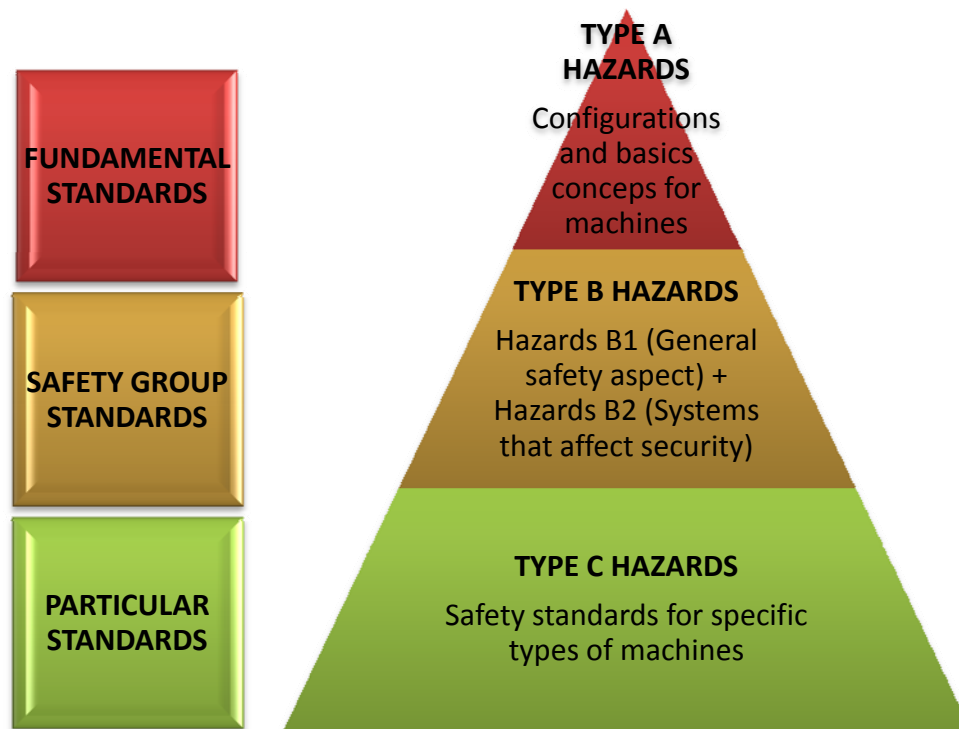 FUNDAMENTAL
STANDARDS
TYPE A
HAZARDS
Configurations
and basics
conceps for
machines
SAFETY GROUP
STANDARDS
TYPE B HAZARDS
Hazards B1 (General
safety aspect) +
Hazards B2 (Systems
that affect security)
PARTICULAR
STANDARDS
TYPE C HAZARDS
Safety standards for specific
types of machines